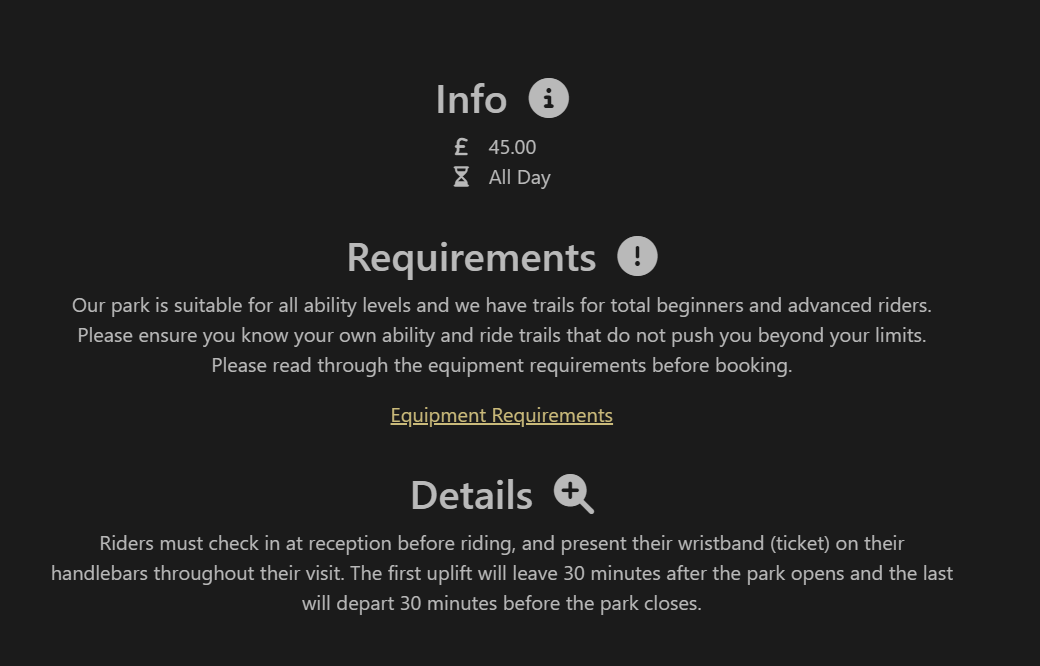 Info
£ 45.00
All Day
Requirements
Our park is suitable for all ability levels and we have trails for total beginners and advanced riders.
Please ensure you know your own ability and ride trails that do not push you beyond your limits.
Please read through the equipment requirements before booking.
Equipment Requirements
Details
Riders must check in at reception before riding, and present their wristband (ticket) on their
handlebars throughout their visit. The first uplift will leave 30 minutes after the park opens and the last
will depart 30 minutes before the park closes.